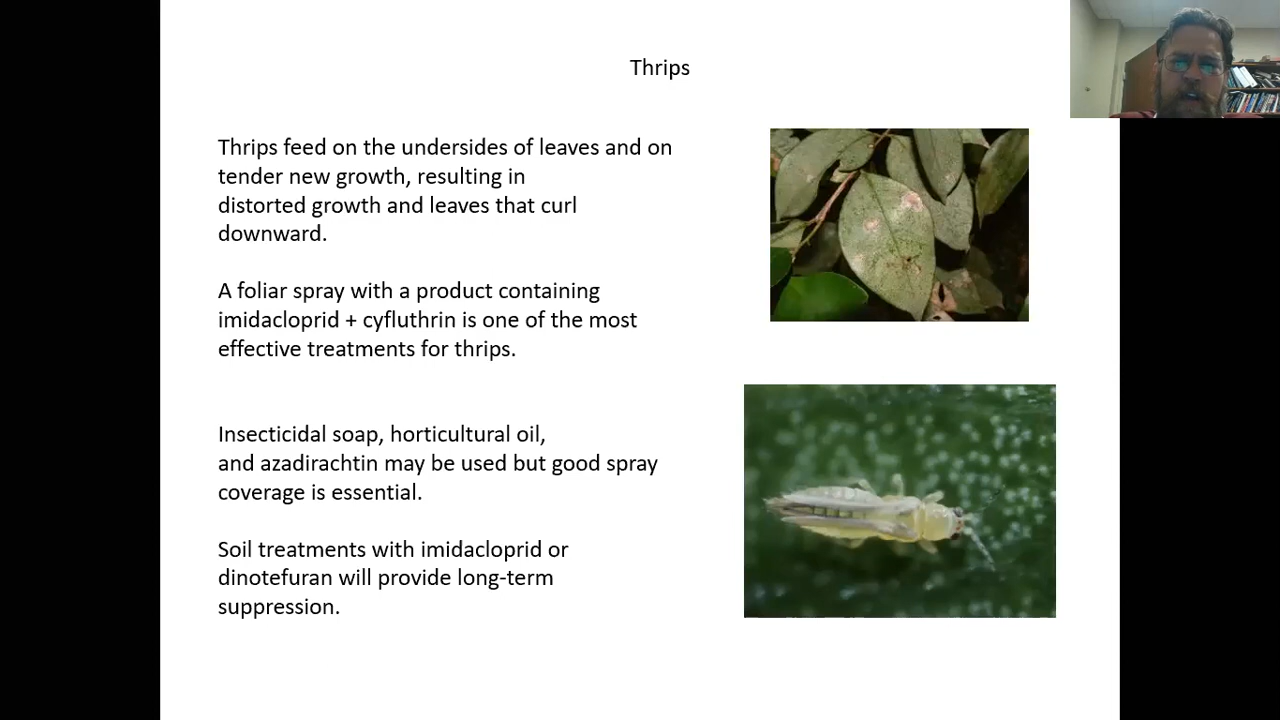 Thrips
Thrips feed on the undersides of leaves and on
tender new growth, resulting in
distorted growth and leaves that curl
downward.
A foliar spray with a product containing
imidacloprid + cyfluthrin is one of the most
effective treatments for thrips.
Insecticidal soap, horticultural oil,
and azadirachtin may be used but good spray
coverage is essential.
Soil treatments with imidacloprid or
dinotefuran will provide long-term
suppression.